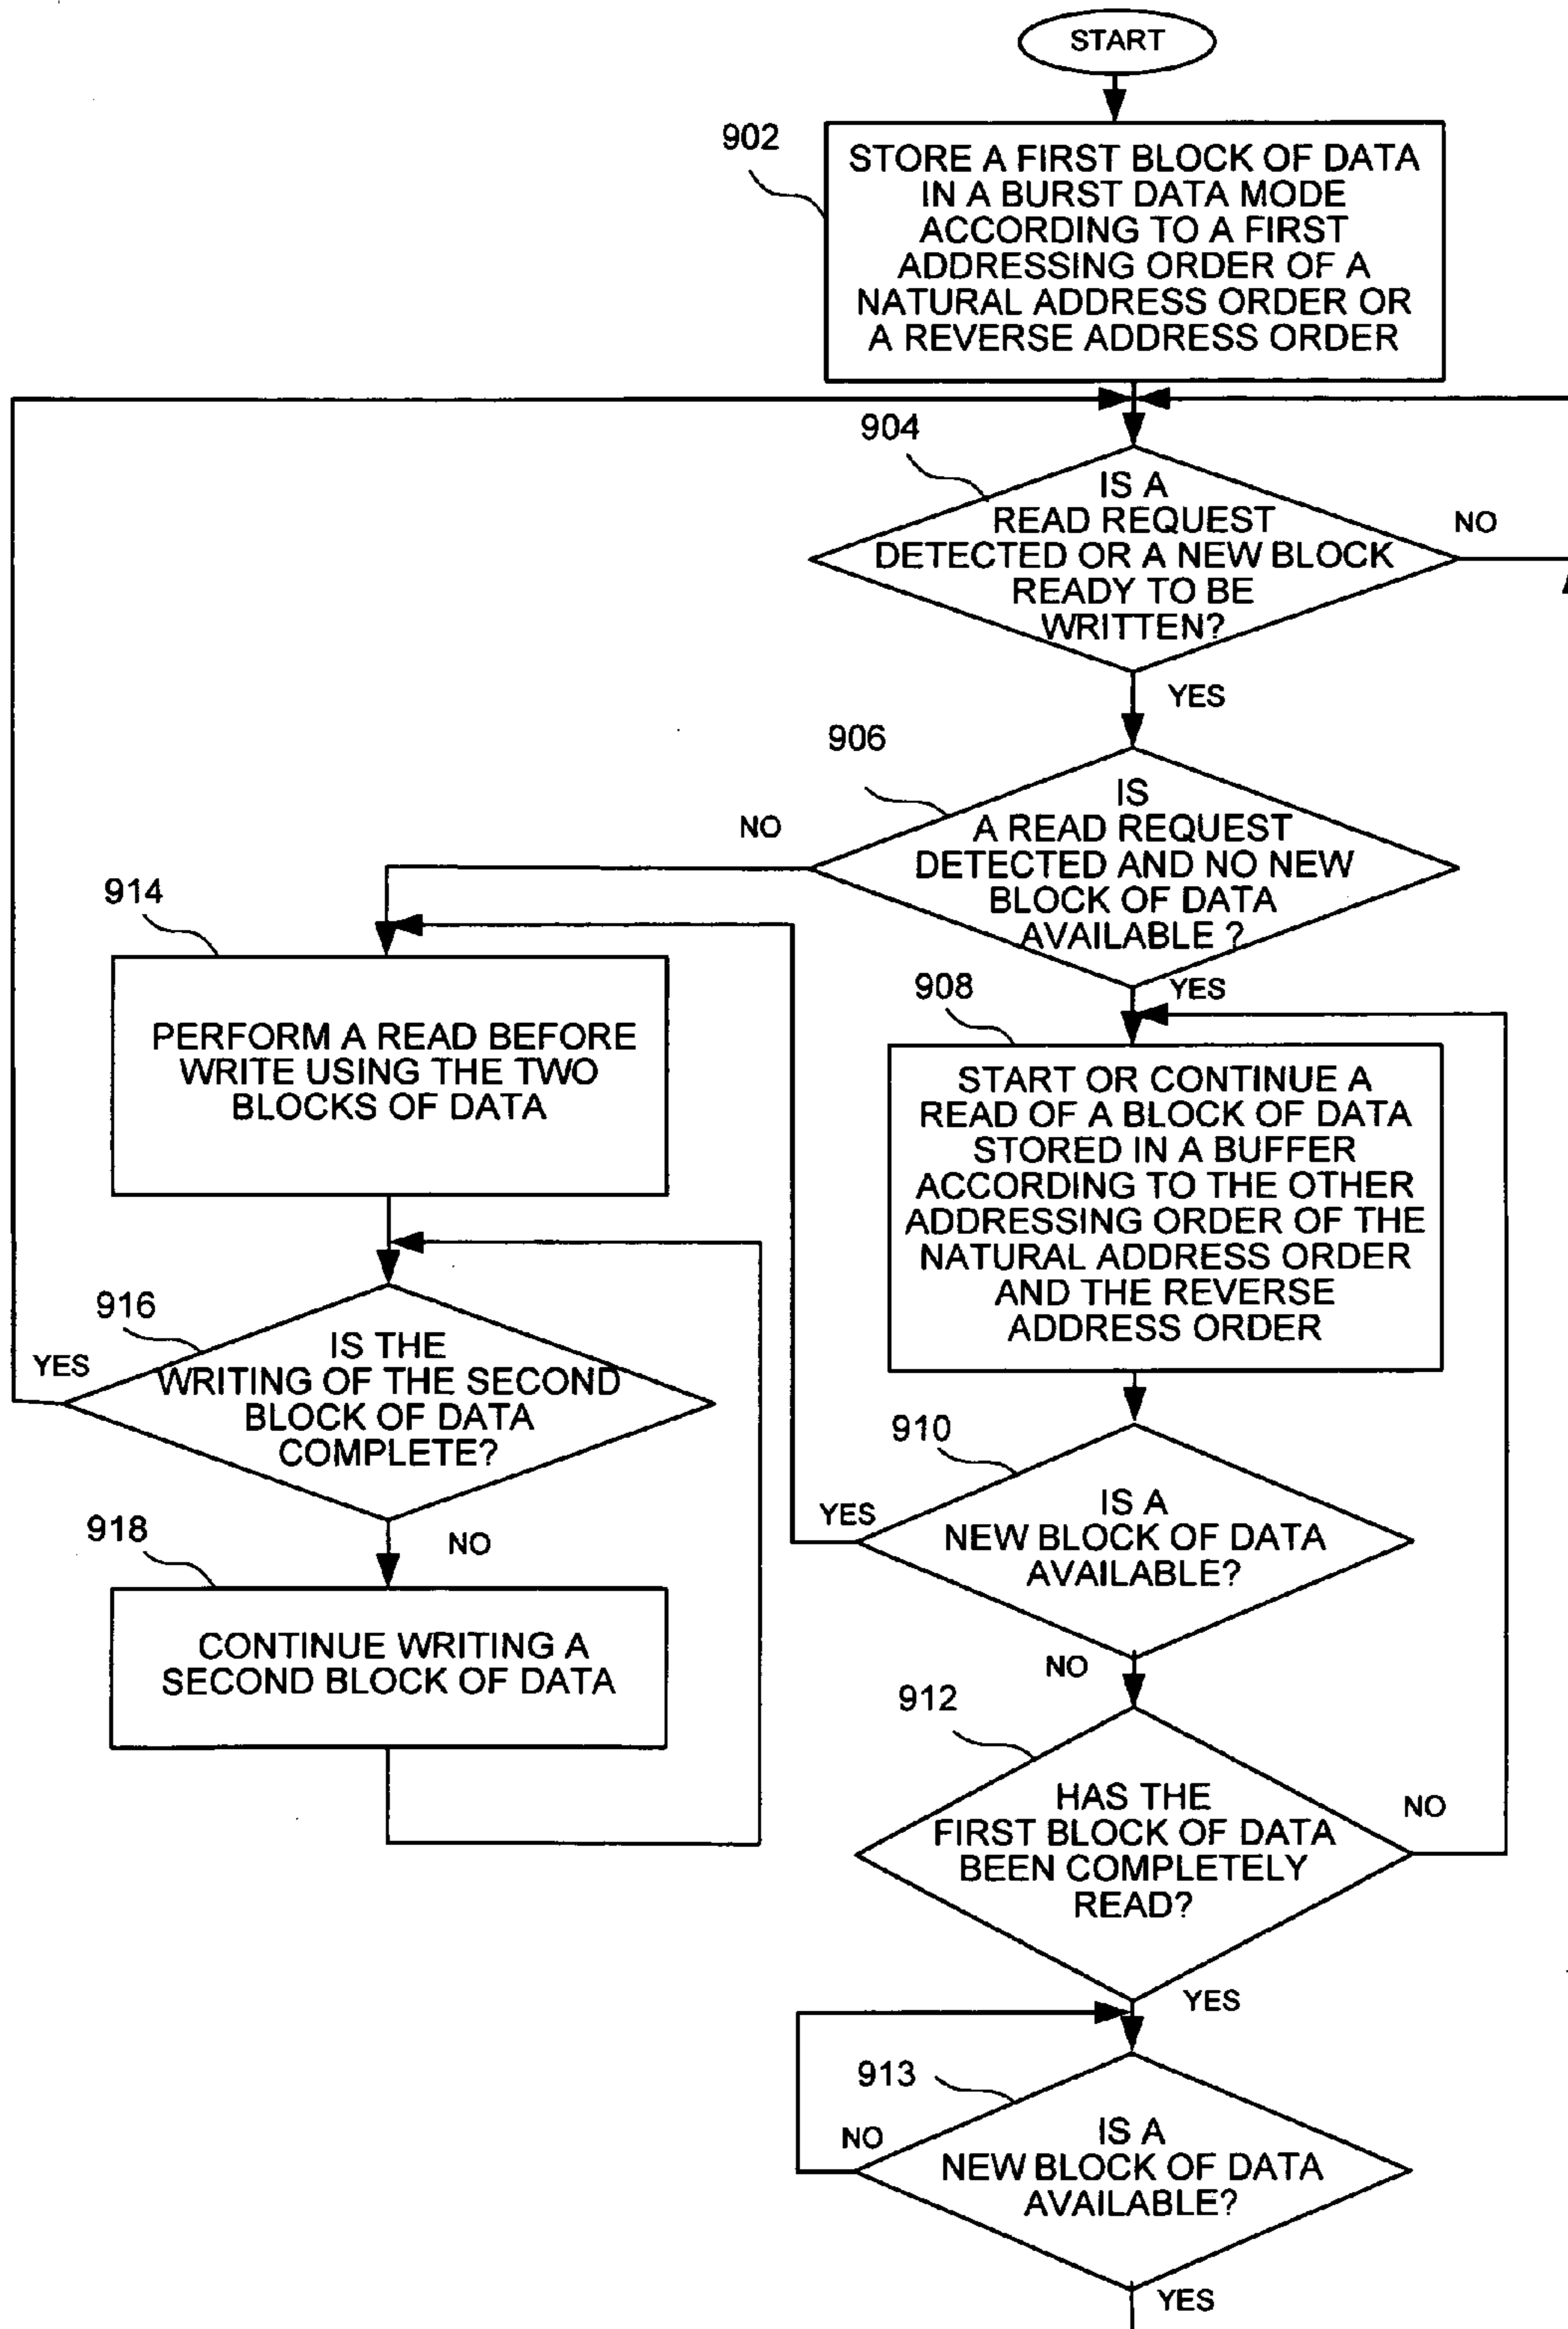 START
902
STORE A FIRST BLOCK OF DATA
IN A BURST DATA MODE
ACCORDING TO A FIRST
ADDRESSING ORDER OF A
NATURAL ADDRESS ORDER OR
A REVERSE ADDRESS ORDER
904
IS A
READ REQUEST
DETECTED OR A NEW BLOCK
READY TO BE
WRITTEN?
NO
YES
906
IS
A READ REQUEST
DETECTED AND NO NEW
BLOCK OF DATA
AVAILABLE ?
NO
YES
914
PERFORM A READ BEFORE
WRITE USING THE TWO
BLOCKS OF DATA
908
START OR CONTINUE A
READ OF A BLOCK OF DATA
STORED IN A BUFFER
ACCORDING TO THE OTHER
ADDRESSING ORDER OF THE
NATURAL ADDRESS ORDER
AND THE REVERSE
ADDRESS ORDER
916
IS THE
WRITING OF THE SECOND
BLOCK OF DATA
COMPLETE?
YES
NO
918
CONTINUE WRITING A
SECOND BLOCK OF DATA
910
IS A
NEW BLOCK OF DATA
AVAILABLE?
YES
NO
912
HAS THE
FIRST BLOCK OF DATA
BEEN COMPLETELY
READ?
NO
YES
913
IS A
NEW BLOCK OF DATA
AVAILABLE?
NO
YES